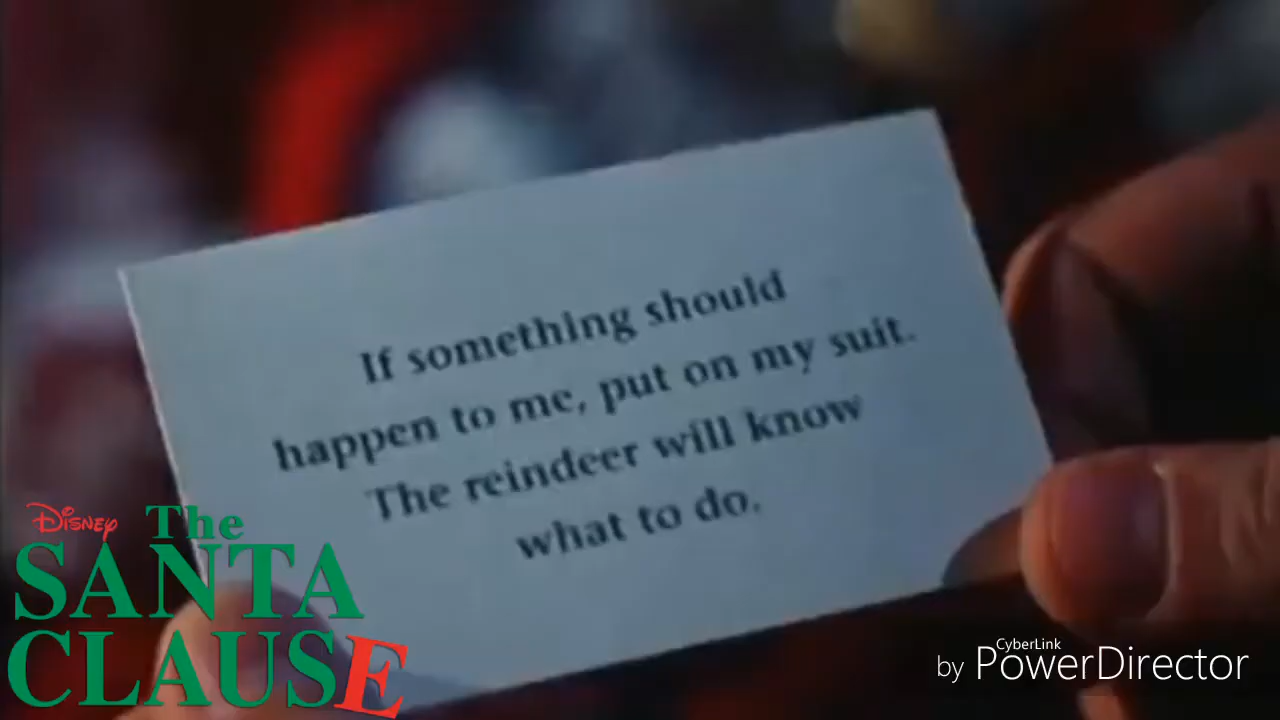 If something should
happen to me, put on my suit.
The reindeer will know
what to do.
Disney
The
SANTA
CLAUSE
CyberLink
by PowerDirector